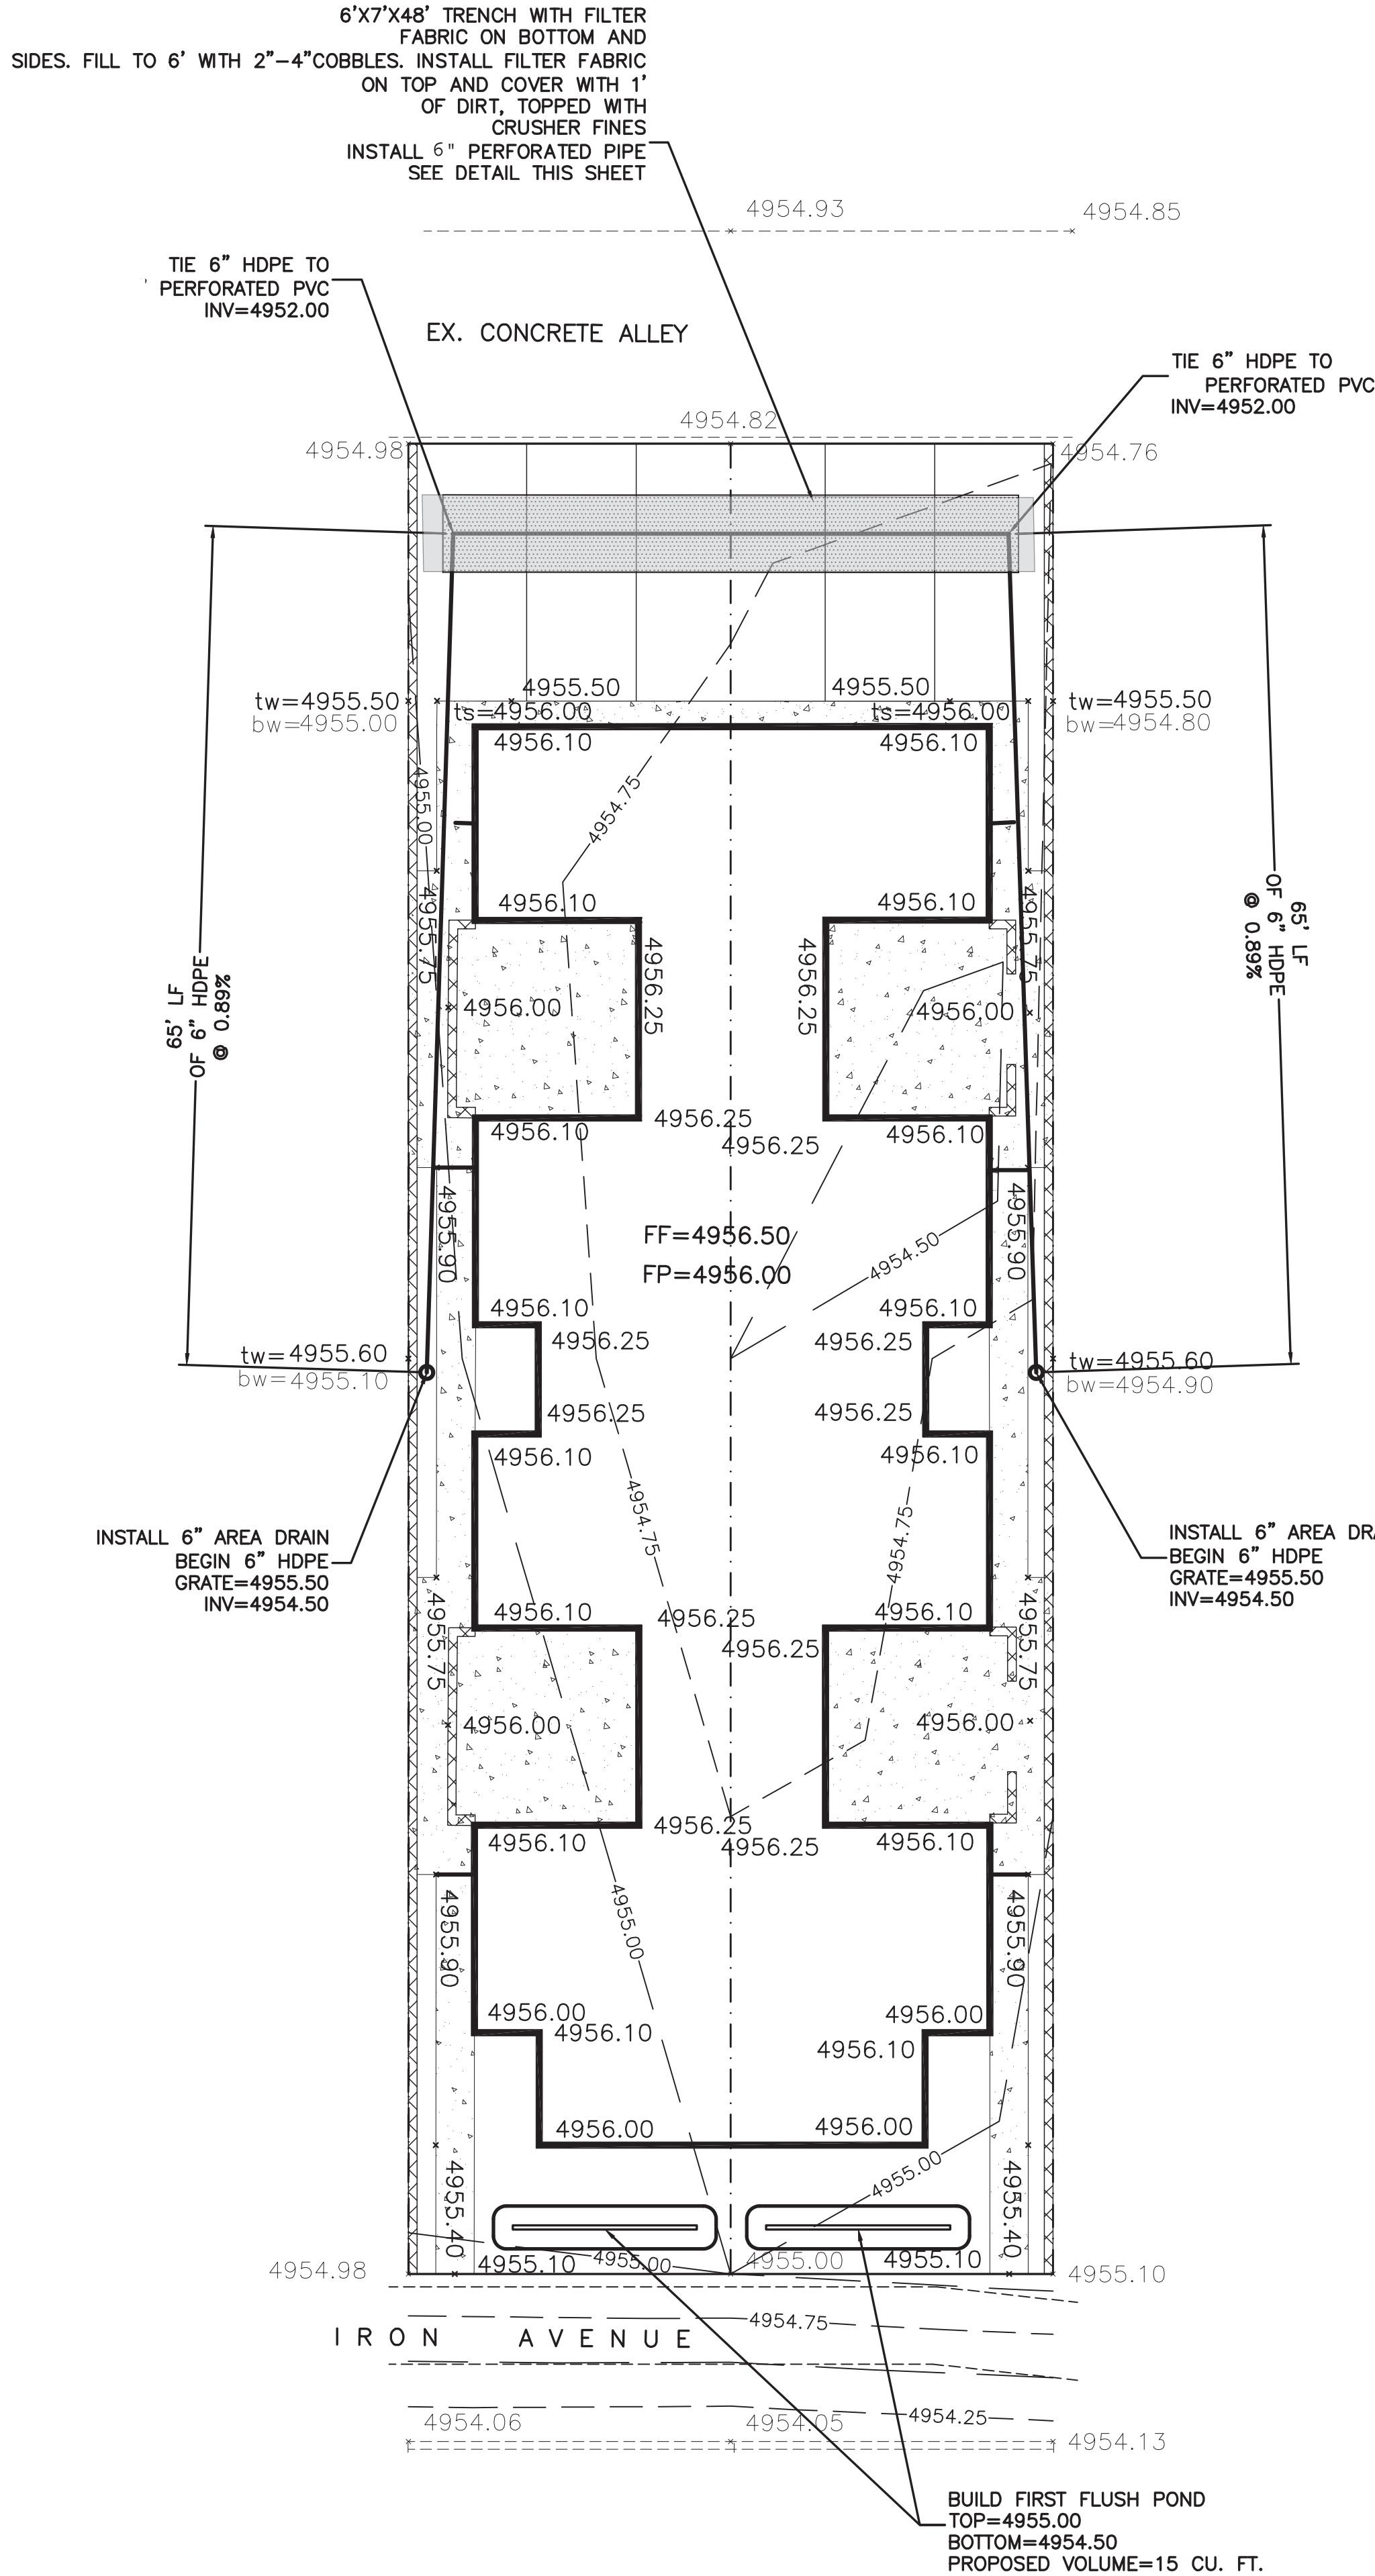 6'X7'X48' TRENCH WITH FILTER
FABRIC ON BOTTOM AND
SIDES. FILL TO 6' WITH 2"-4"COBBLES. INSTALL FILTER FABRIC
ON TOP AND COVER WITH 1'
OF DIRT, TOPPED WITH
CRUSHER FINES
INSTALL 6" PERFORATED PIPE
SEE DETAIL THIS SHEET
4954.93
4954.85
TIE 6" HDPE TO
PERFORATED PVC
INV=4952.00
EX. CONCRETE ALLEY
TIE 6" HDPE TO
PERFORATED PVC
INV=4952.00
4954.82
4954.98
4954.76
4955.50
4955.50
tw=4955.50
bw=4955.00
ts=4956.00
ts=4956.00
tw=4955.50
bw=4954.80
4956.10
4956.10
4954.75
4955.00
4956.10
4956.10
4955.75
4956.25
4956.25
4955.75
65' LF
OF 6" HDPE
@ 0.89%
65' LF
OF 6" HDPE
@ 0.89%
4956.00
4956.00
4956.10
4956.25
4956.25
4956.10
4955.90
4955.90
FF=4956.50
FP=4956.00
4954.50
4956.10
4956.10
4956.25
4956.25
tw=4955.60
bw=4955.10
tw=4955.60
bw=4954.90
4956.25
4956.25
4956.10
4956.10
4954.75
4954.75
INSTALL 6" AREA DRAIN
BEGIN 6" HDPE
GRATE=4955.50
INV=4954.50
INSTALL 6" AREA DRA
BEGIN 6" HDPE
GRATE=4955.50
INV=4954.50
4956.10
4956.25
4956.25
4956.10
4955.75
4955.75
4956.00
4956.00
4956.10
4956.25
4956.25
4956.10
4955.90
4955.00
4955.90
4956.00
4956.00
4956.10
4956.10
4956.00
4956.00
4955.40
4955.00
4955.40
4954.98
4955.10
4955.00
4955.00
4955.10
4955.10
4954.75
IRON AVENUE
4954.25
4954.06
4954.05
4954.13
BUILD FIRST FLUSH POND
TOP=4955.00
BOTTOM=4954.50
PROPOSED VOLUME=15 CU. FT.